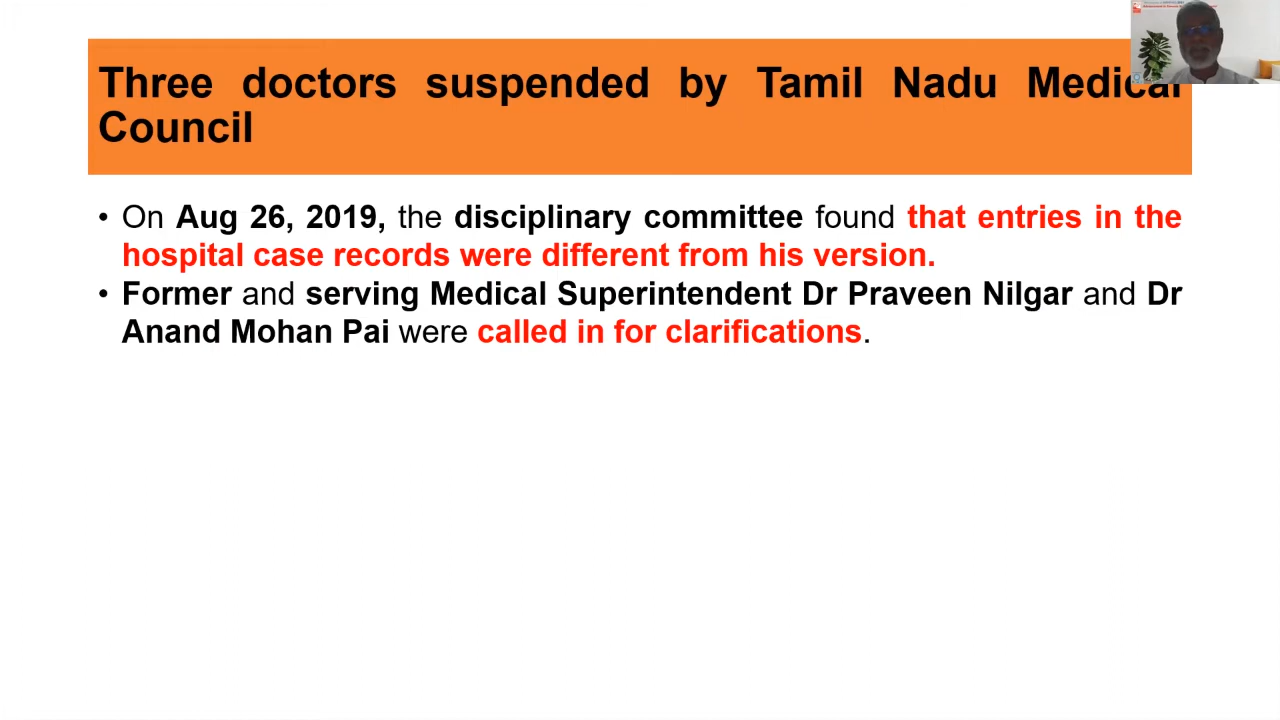 Three doctors suspended by Tamil Nadu Medical
Council
• On Aug 26, 2019, the disciplinary committee found that entries in the
hospital case records were different from his version.
• Former and serving Medical Superintendent Dr Praveen Nilgar and Dr
Anand Mohan Pai were called in for clarifications.